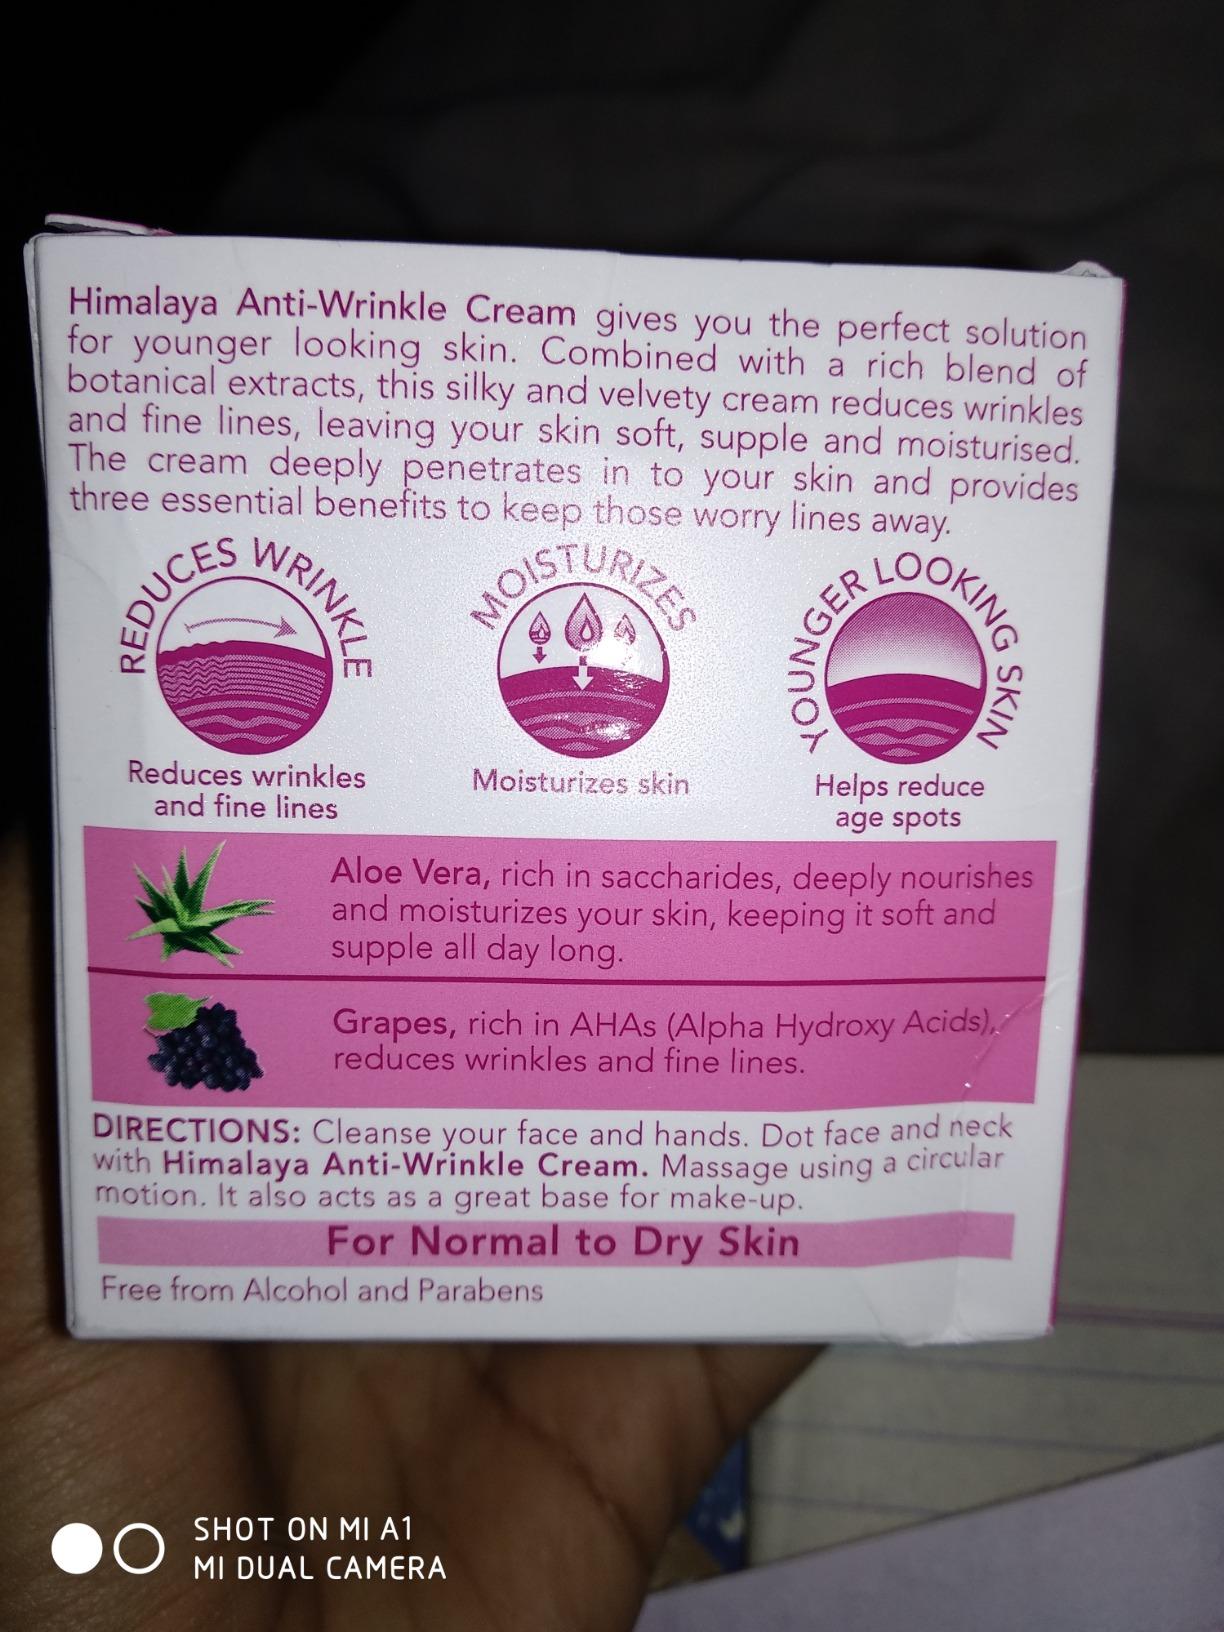 Himalaya Anti-Wrinkle Cream gives you the perfect solution
for younger looking skin. Combined with a rich blend of
botanical extracts, this silky and velvety cream reduces wrinkles
and fine lines, leaving your skin soft, supple and moisturised.
The cream deeply penetrates in to your skin and provides
three essential benefits to keep those worry lines away.
REDUCES WRINKLE
Reduces wrinkles
and fine lines
MOISTURIZES
Moisturizes skin
YOUNGER LOOKING SKIN
Helps reduce
age spots
Aloe Vera, rich in saccharides, deeply nourishes
and moisturizes your skin, keeping it soft and
supple all day long.
Grapes, rich in AHAs (Alpha Hydroxy Acids),
reduces wrinkles and fine lines.
DIRECTIONS: Cleanse your face and hands. Dot face and neck
with Himalaya Anti-Wrinkle Cream. Massage using a circular
motion. It also acts as a great base for make-up.
For Normal to Dry Skin
Free from Alcohol and Parabens
SHOT ON MI A1
MI DUAL CAMERA